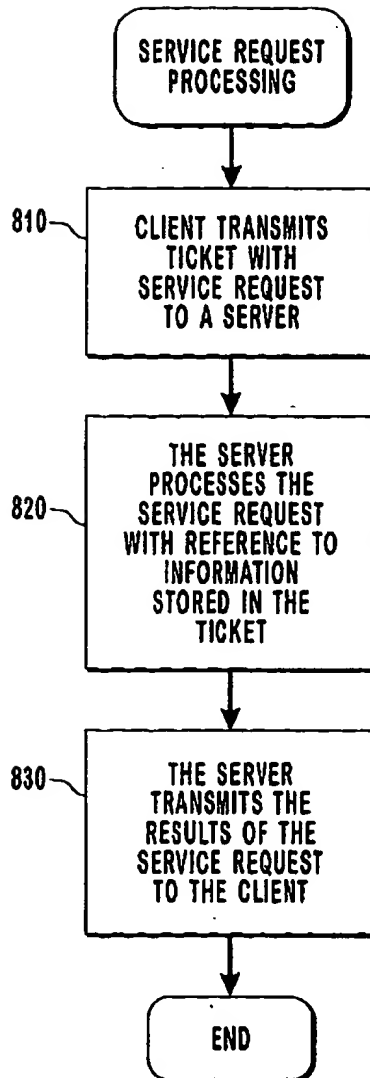 SERVICE REQUEST
PROCESSING
810
CLIENT TRANSMITS
TICKET WITH
SERVICE REQUEST
TO A SERVER
820
THE SERVER
PROCESSES THE
SERVICE REQUEST
WITH REFERENCE TO
INFORMATION
STORED IN THE
TICKET
830
THE SERVER
TRANSMITS THE
RESULTS OF THE
SERVICE REQUEST
TO THE CLIENT
END